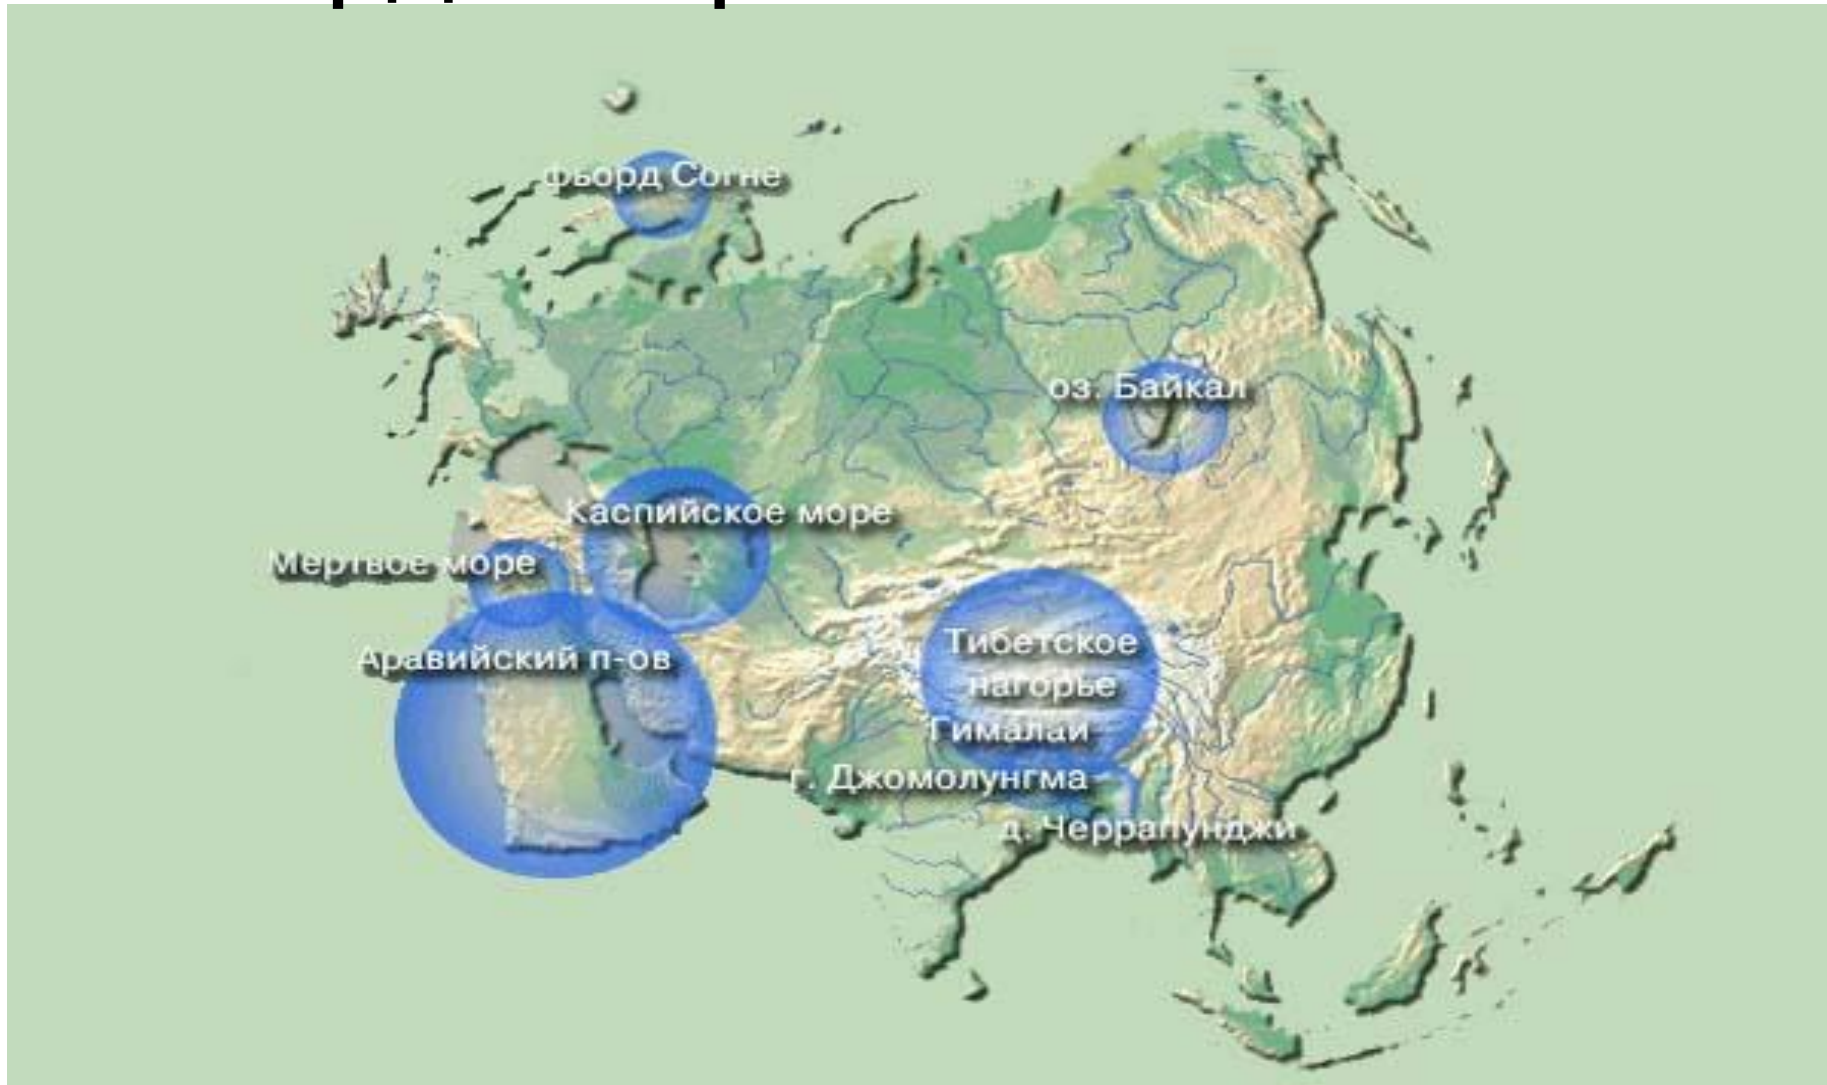 Фьорд Согне
оз. Байкал
Каспийское море
Мертвое море
Аравийский п-ов
Тибетское
нагорье
Гималаи
г. Джомолунгма
д. Черрапунджи